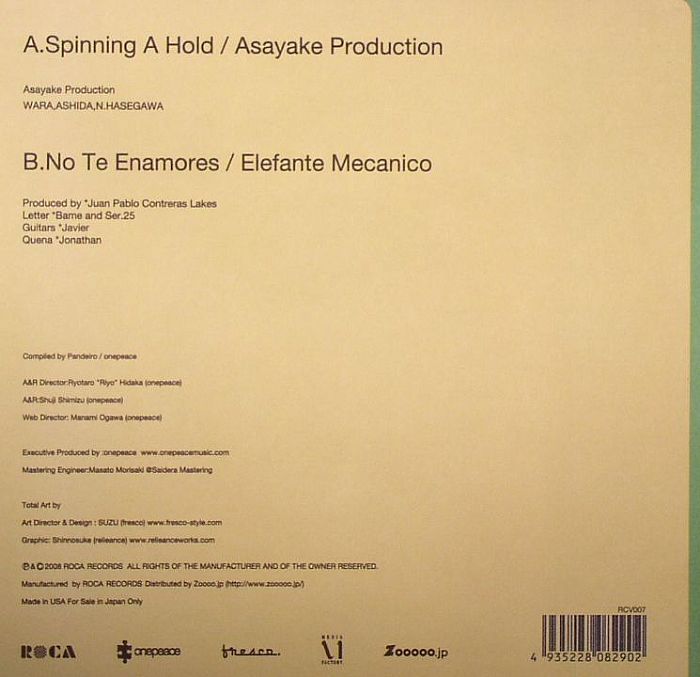 A.Spinning A Hold / Asayake Production
Asayake Production
WARA,ASHIDA,N.HASEGAWA
B.No Te Enamores / Elefante Mecanico
Produced by *Juan Pablo Contreras Lakes
Letter *Bame and Ser.25
Guitars *Javier
Quena *Jonathan
Compiled by Pandeiro / onepeace
A&R Director:Ryotaro "Riyo" Hidaka (onepeace)
A&R:Shuji Shimizu (onepeace)
Web Director: Manami Ogawa (onepeace)
Executive Produced by :onepeace www.onepeacemusic.com
Mastering Engineer:Masato Morisaki @Saidera Mastering
Total Art by
Art Director & Design : SUZU (fresco) www.fresco-style.com
Graphic: Shinnosuke (relieance) www.relieanceworks.com
℗&©2008 ROCA RECORDS ALL RIGHTS OF THE MANUFACTURER AND OF THE OWNER RESERVED.
Manufactured by ROCA RECORDS Distributed by Zoooo.jp (http://www.zooooo.jp/)
Made in USA For Sale in Japan Only
RCV007
ROCA onepeace fresco. MEDIA FACTORY. Zooooo.jp
4 935228 082902